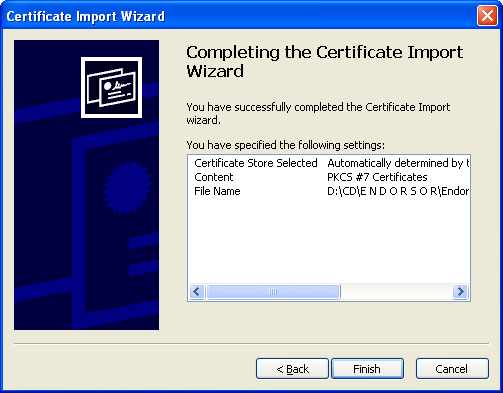 Certificate Import Wizard
Completing the Certificate Import
Wizard
You have successfully completed the Certificate Import
wizard.
You have specified the following settings:
Certificate Store Selected Automatically determined by t
Content PKCS #7 Certificates
File Name D:\CD\E N D O R S O R\Endor
< Back Finish Cancel